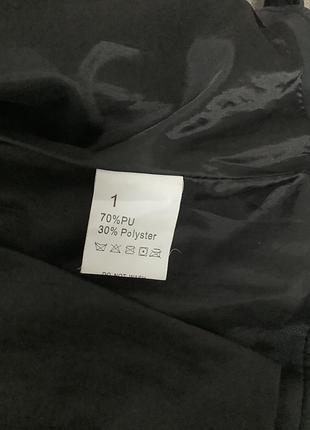 1
70%PU
30% Polyster
DO NOT WASH